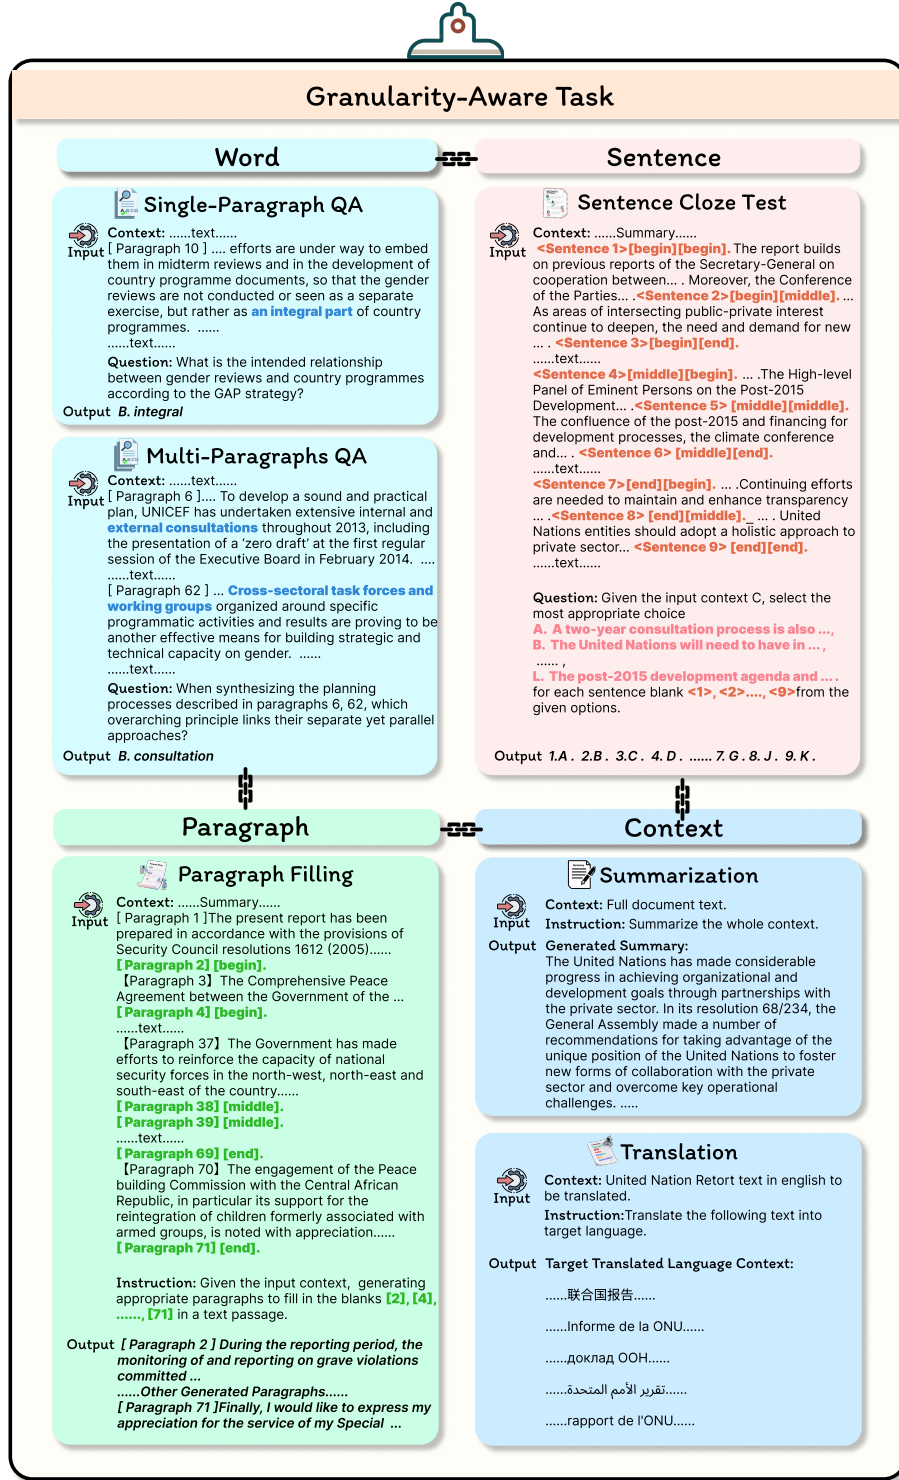 Granularity-Aware Task
Word
Single-Paragraph QA
Input
Context: ......text......
[ Paragraph 10 ] .... efforts are under way to embed
them in midterm reviews and in the development of
country programme documents, so that the gender
reviews are not conducted or seen as a separate
exercise, but rather as an integral part of country
programmes. ......
......text......
Question: What is the intended relationship
between gender reviews and country programmes
according to the GAP strategy?
Output B. integral
Multi-Paragraphs QA
Input
Context: ......text......
[ Paragraph 6 ].... To develop a sound and practical
plan, UNICEF has undertaken extensive internal and
external consultations throughout 2013, including
the presentation of a ‘zero draft’ at the first regular
session of the Executive Board in February 2014. ....
......text......
[ Paragraph 62 ] ... Cross-sectoral task forces and
working groups organized around specific
programmatic activities and results are proving to be
another effective means for building strategic and
technical capacity on gender. ......
......text......
Question: When synthesizing the planning
processes described in paragraphs 6, 62, which
overarching principle links their separate yet parallel
approaches?
Output B. consultation
Sentence
Sentence Cloze Test
Input
Context: ......Summary......
<Sentence 1>[begin][begin]. The report builds
on previous reports of the Secretary-General on
cooperation between... . Moreover, the Conference
of the Parties... .<Sentence 2>[begin][middle]. ...
As areas of intersecting public-private interest
continue to deepen, the need and demand for new
... . <Sentence 3>[begin][end].
......text......
<Sentence 4>[middle][begin]. ... .The High-level
Panel of Eminent Persons on the Post-2015
Development... .<Sentence 5> [middle][middle].
The confluence of the post-2015 and financing for
development processes, the climate conference
and... . <Sentence 6> [middle][end].
......text......
<Sentence 7>[end][begin]. ... .Continuing efforts
are needed to maintain and enhance transparency
... .<Sentence 8> [end][middle]._ ... . United
Nations entities should adopt a holistic approach to
private sector... <Sentence 9> [end][end].
......text......
Question: Given the input context C, select the
most appropriate choice
A. A two-year consultation process is also ...,
B. The United Nations will need to have in ... ,
...... ,
L. The post-2015 development agenda and ... .
for each sentence blank <1>, <2>...., <9>from the
given options.
Output 1.A . 2.B . 3.C . 4. D . ...... 7. G . 8. J . 9. K .
Paragraph
Paragraph Filling
Input
Context: ......Summary......
[ Paragraph 1 ]The present report has been
prepared in accordance with the provisions of
Security Council resolutions 1612 (2005)......
[ Paragraph 2] [begin].
【Paragraph 3】The Comprehensive Peace
Agreement between the Government of the ...
[ Paragraph 4] [begin].
......text......
【Paragraph 37】The Government has made
efforts to reinforce the capacity of national
security forces in the north-west, north-east and
south-east of the country......
[ Paragraph 38] [middle].
[ Paragraph 39] [middle].
......text......
[ Paragraph 69] [end].
【Paragraph 70】The engagement of the Peace
building Commission with the Central African
Republic, in particular its support for the
reintegration of children formerly associated with
armed groups, is noted with appreciation......
[ Paragraph 71] [end].
Instruction: Given the input context, generating
appropriate paragraphs to fill in the blanks [2], [4],
......, [71] in a text passage.
Output [ Paragraph 2 ] During the reporting period, the
monitoring of and reporting on grave violations
committed ...
......Other Generated Paragraphs......
[ Paragraph 71 ]Finally, I would like to express my
appreciation for the service of my Special ...
Context
Summarization
Input
Context: Full document text.
Instruction: Summarize the whole context.
Output Generated Summary:
The United Nations has made considerable
progress in achieving organizational and
development goals through partnerships with
the private sector. In its resolution 68/234, the
General Assembly made a number of
recommendations for taking advantage of the
unique position of the United Nations to foster
new forms of collaboration with the private
sector and overcome key operational
challenges. .....
Translation
Input
Context: United Nation Retort text in english to
be translated.
Instruction:Translate the following text into
target language.
Output Target Translated Language Context:
......联合国报告......
......Informe de la ONU......
......доклад ООН......
......تقرير الأمم المتحدة......
......rapport de l'ONU......